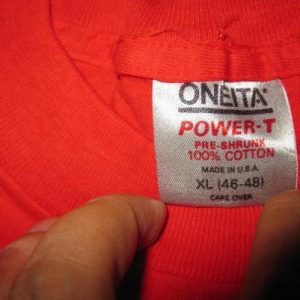 ONEITA®
POWER-T
PRE-SHRUNK
100% COTTON
MADE IN U.S.A.
XL (46-48)
CARE OVER